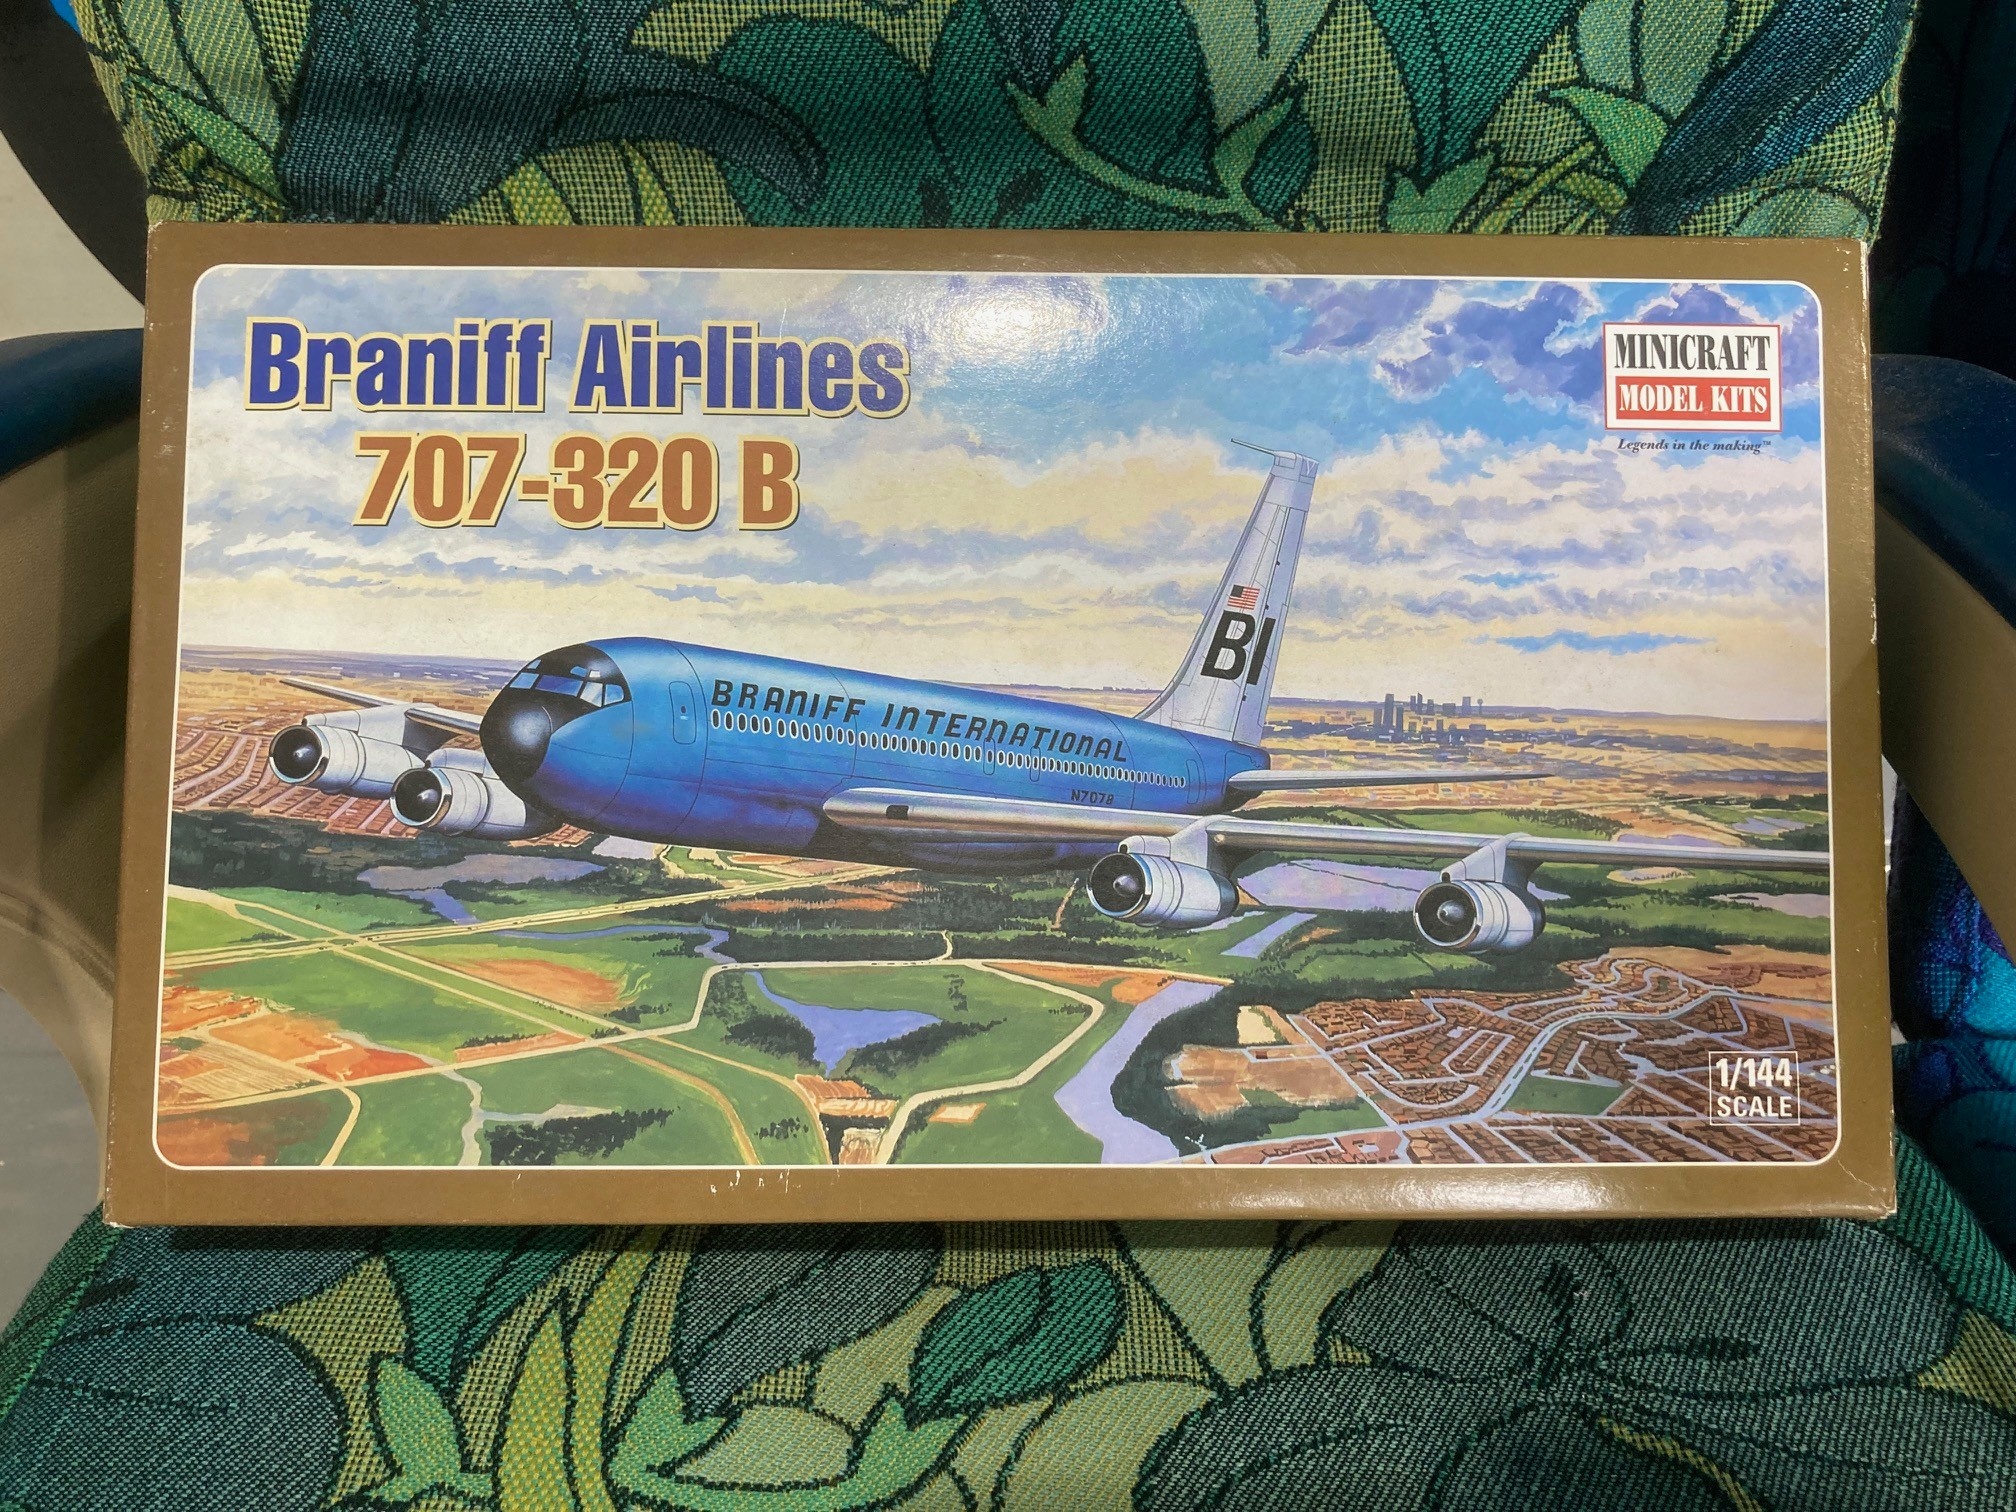 Braniff Airlines
707-320 B
MINICRAFT
MODEL KITS
Legends in the making™
BI
BRANIFF INTERNATIONAL
N7078
1/144
SCALE